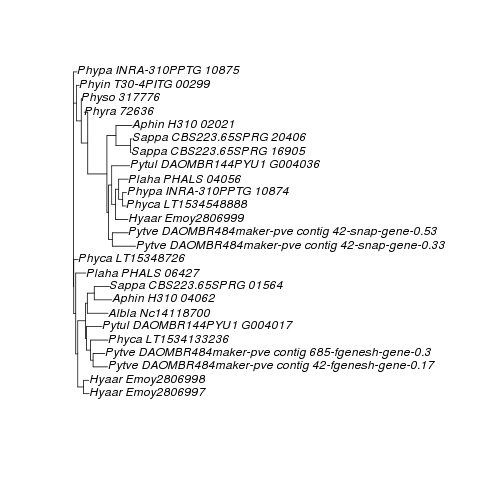 Phypa INRA-310PPTG 10875
Phyin T30-4PITG 00299
Physo 317776
Phyra 72636
Aphin H310 02021
Sappa CBS223.65SPRG 20406
Sappa CBS223.65SPRG 16905
Pytul DAOMBR144PYU1 G004036
Plaha PHALS 04056
Phypa INRA-310PPTG 10874
Phyca LT1534548888
Hyaar Emoy2806999
Pytve DAOMBR484maker-pve contig 42-snap-gene-0.53
Pytve DAOMBR484maker-pve contig 42-snap-gene-0.33
Phyca LT15348726
Plaha PHALS 06427
Sappa CBS223.65SPRG 01564
Aphin H310 04062
Albla Nc14118700
Pytul DAOMBR144PYU1 G004017
Phyca LT1534133236
Pytve DAOMBR484maker-pve contig 685-fgenesh-gene-0.3
Pytve DAOMBR484maker-pve contig 42-fgenesh-gene-0.17
Hyaar Emoy2806998
Hyaar Emoy2806997